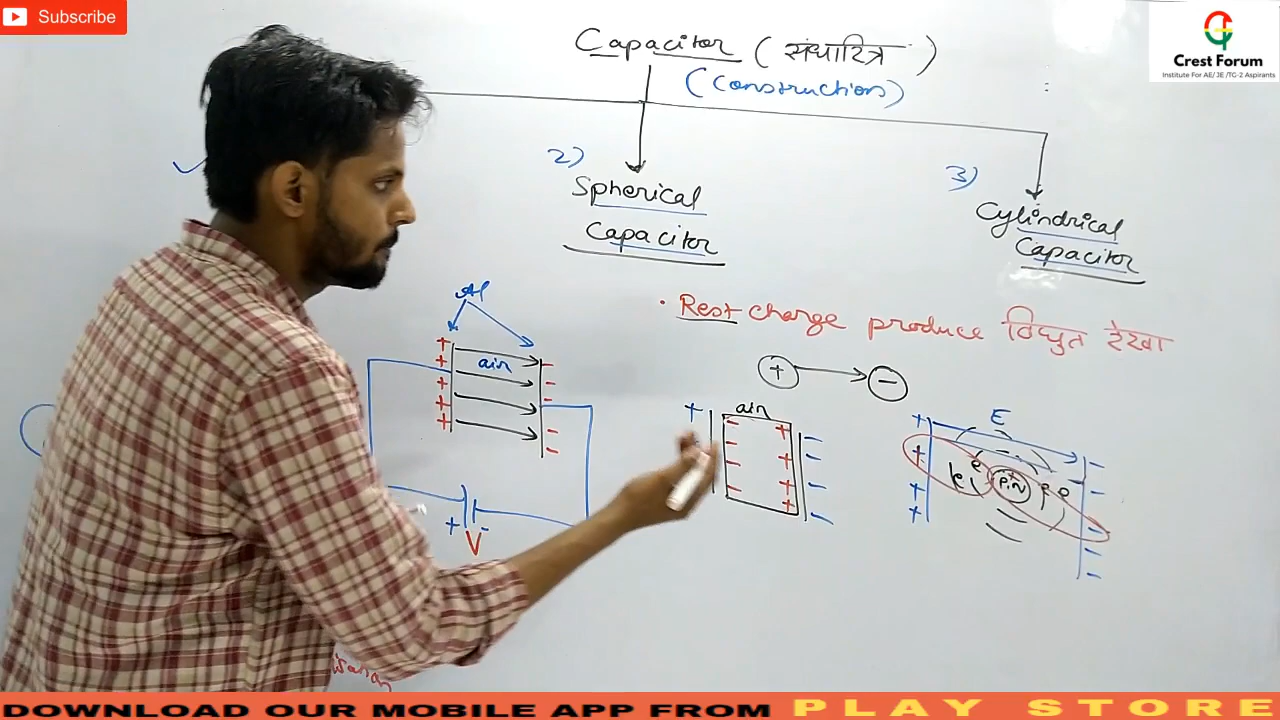 Subscribe
Capacitor (संधारित्र)
(Construction)
Crest Forum
Institute For AE/ JE /TG-2 Aspirants
2)
Spherical
Capacitor
3)
Cylindrical
Capacitor
Al
• Rest charge produce विधुत रेखा
+ air -
+ -
+ -
+ -
+ -
+ → -
+ air
- + -
- + -
- + -
- + -
+ E -
+ e P+N e e -
+ -
+ -
+ V -
DOWNLOAD OUR MOBILE APP FROM PLAY STORE